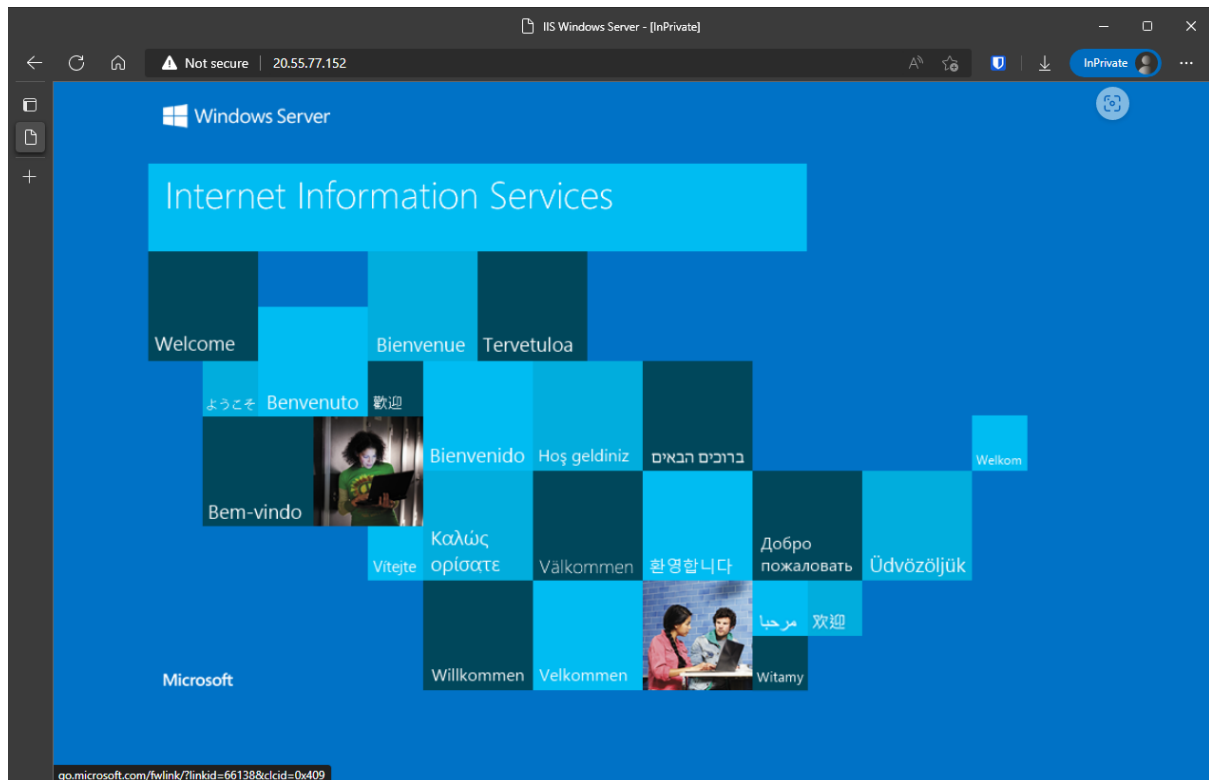 IIS Windows Server - [InPrivate]
Not secure
20.55.77.152
InPrivate
Windows Server
Internet Information Services
Welcome
Bienvenue
Tervetuloa
ようこそ
Benvenuto
歡迎
Bienvenido
Hoş geldiniz
ברוכים הבאים
Welkom
Bem-vindo
Vítejte
Καλώς
ορίσατε
Välkommen
환영합니다
Добро
пожаловать
Üdvözöljük
مرحبا
欢迎
Willkommen
Velkommen
Witamy
Microsoft
go.microsoft.com/fwlink/?linkid=66138&clcid=0x409